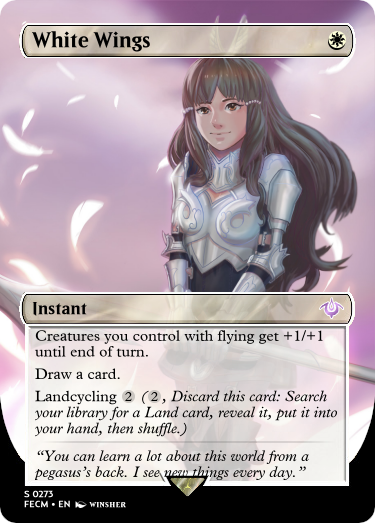 White Wings
Instant
Creatures you control with flying get +1/+1
until end of turn.
Draw a card.
Landcycling 2 (2, Discard this card: Search
your library for a Land card, reveal it, put it into
your hand, then shuffle.)
“You can learn a lot about this world from a
pegasus's back. I see new things every day.”
S 0273
FECM • EN WINSHER